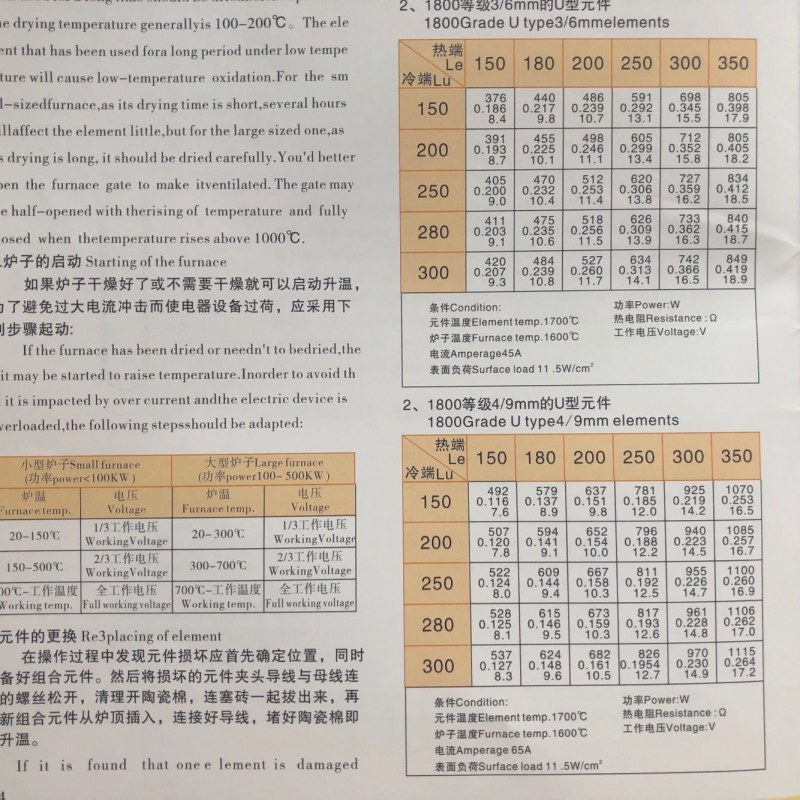 he drying temperature generallyis 100-200℃。The ele
ent that has been used fora long period under low tempe
ture will cause low-temperature oxidation.For the sm
l-sizedfurnace,as its drying time is short,several hours
llaffect the element little,but for the large sized one,as
s drying is long, it should be dried carefully.You'd better
pen the furnace gate to make itventilated. The gate may
e half-opened with therising of temperature and fully
osed when thetemperature rises above 1000℃.
.炉子的启动 Starting of the furnace
如果炉子干燥好了或不需要干燥就可以启动升温,
为了避免过大电流冲击而使电器设备过荷，应采用下
列步骤起动:
If the furnace has been dried or needn't to bedried,the
it may be started to raise temperature.Inorder to avoid th
t it is impacted by over current andthe electric device is
verloaded,the following stepsshould be adapted:
小型炉子Small furnace 大型炉子Large furnace
(功率power<100KW) (功率power100-500KW)
炉温 电压 炉温 电压
Furnace temp. Voltage Furnace temp. Voltage
20-150℃ 1/3工作电压 WorkingVoltage 20-300℃ 1/3工作电压 WorkingVoltage
150-500℃ 2/3工作电压 WorkingVoltage 300-700℃ 2/3工作电压 WorkingVoltage
00℃-工作温度 全工作电压 700℃-工作温度 全工作电压
Working temp. Full working voltage Working temp. Full working voltage
元件的更换 Re3placing of element
在操作过程中发现元件损坏应首先确定位置，同时
备好组合元件。然后将损坏的元件夹头导线与母线连
的螺丝松开，清理开陶瓷棉，连塞砖一起拔出来，再
新组合元件从炉顶插入，连接好导线，堵好陶瓷棉即
升温。
If it is found that one e lement is damaged
4
2、1800等级3/6mm的U型元件
1800Grade U type3/6mmelements
热端 Le 冷端Lu 150 180 200 250 300 350
150 376 440 486 591 698 805
0.186 0.217 0.239 0.292 0.345 0.398
8.4 9.8 10.7 13.1 15.5 17.9
200 391 455 498 605 712 805
0.193 0.225 0.246 0.299 0.352 0.405
8.7 10.1 11.1 13.4 15.8 18.2
250 405 470 512 620 727 834
0.200 0.232 0.253 0.306 0.359 0.412
9.0 10.4 11.4 13.8 16.2 18.5
280 411 475 518 626 733 840
0.203 0.235 0.256 0.309 0.362 0.415
9.1 10.6 11.5 13.9 16.3 18.7
300 420 484 527 634 742 849
0.207 0.239 0.260 0.313 0.366 0.419
9.3 10.8 11.7 14.1 16.5 18.9
条件Condition: 功率Power:W
元件温度Element temp.1700℃ 热电阻Resistance : Ω
炉子温度Furnace temp.1600℃ 工作电压Voltage:V
电流Amperage45A
表面负荷Surface load 11 .5W/cm²
2、1800等级4/9mm的U型元件
1800Grade U type4/9mm elements
热端 Le 冷端Lu 150 180 200 250 300 350
150 492 579 637 781 925 1070
0.116 0.137 0.151 0.185 0.219 0.253
7.6 8.9 9.8 12.0 14.2 16.5
200 507 594 652 796 940 1085
0.120 0.141 0.154 0.188 0.223 0.257
7.8 9.1 10.0 12.2 14.5 16.7
250 522 609 667 811 955 1100
0.124 0.144 0.158 0.192 0.226 0.260
8.0 9.4 10.3 12.5 14.7 16.9
280 528 615 673 817 961 1106
0.125 0.146 0.159 0.193 0.228 0.262
8.1 9.5 10.3 12.6 14.8 17.0
300 537 624 682 826 970 1115
0.127 0.148 0.161 0.1954 0.230 0.264
8.3 9.6 10.5 12.7 14.9 17.2
条件Condition: 功率Power:W
元件温度Element temp.1700℃ 热电阻Resistance : Ω
炉子温度Furnace temp.1600℃ 工作电压Voltage:V
电流Amperage 65A
表面负荷Surface load 11 .5W/cm²